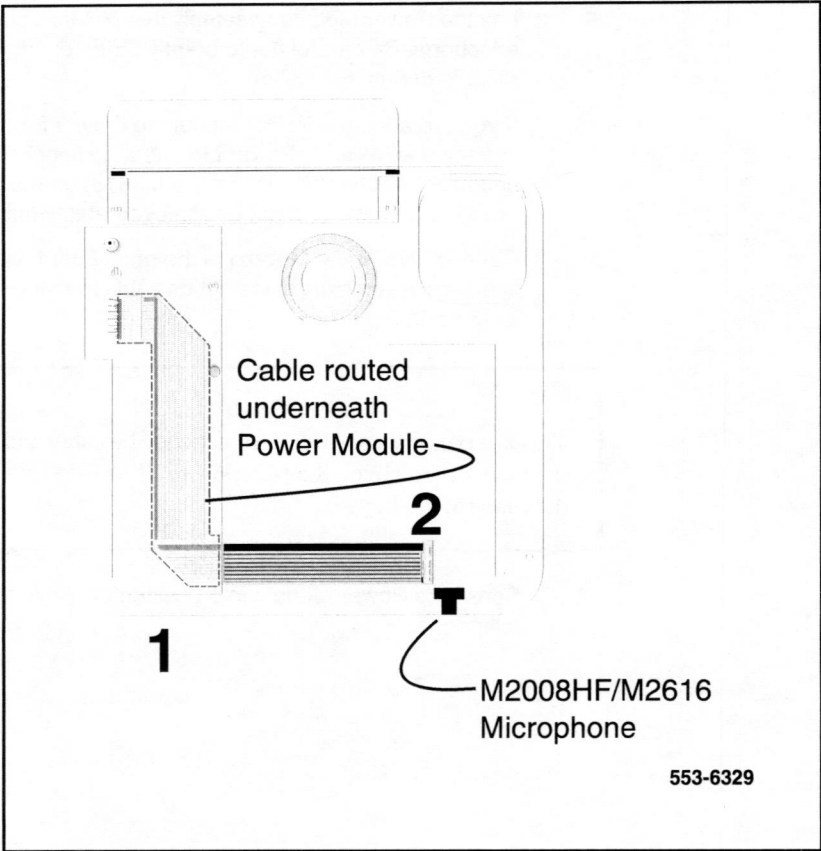 Cable routed
underneath
Power Module
2
1
M2008HF/M2616
Microphone
553-6329